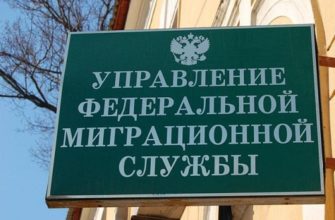 УПРАВЛЕНИЕ
ФЕДЕРАЛЬНОЙ
МИГРАЦИОННОЙ
СЛУЖБЫ